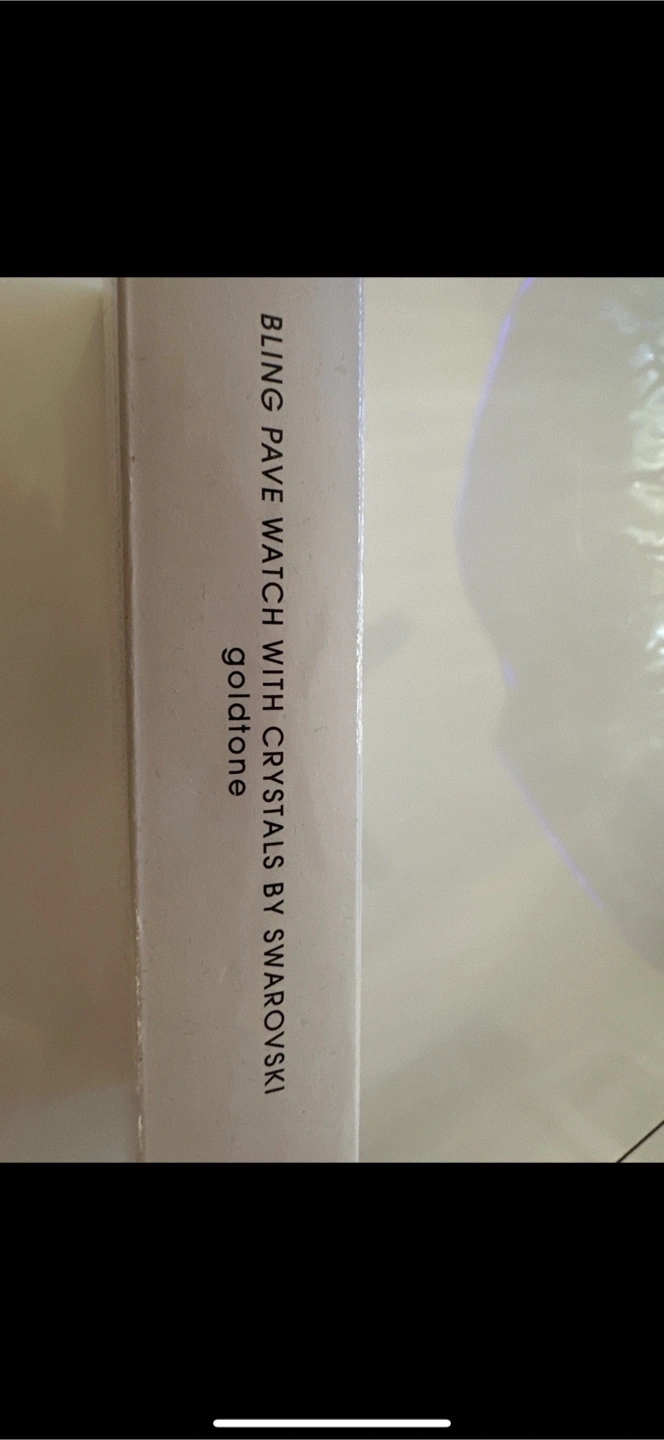 BLING PAVE WATCH WITH CRYSTALS BY SWAROVSKI
goldtone